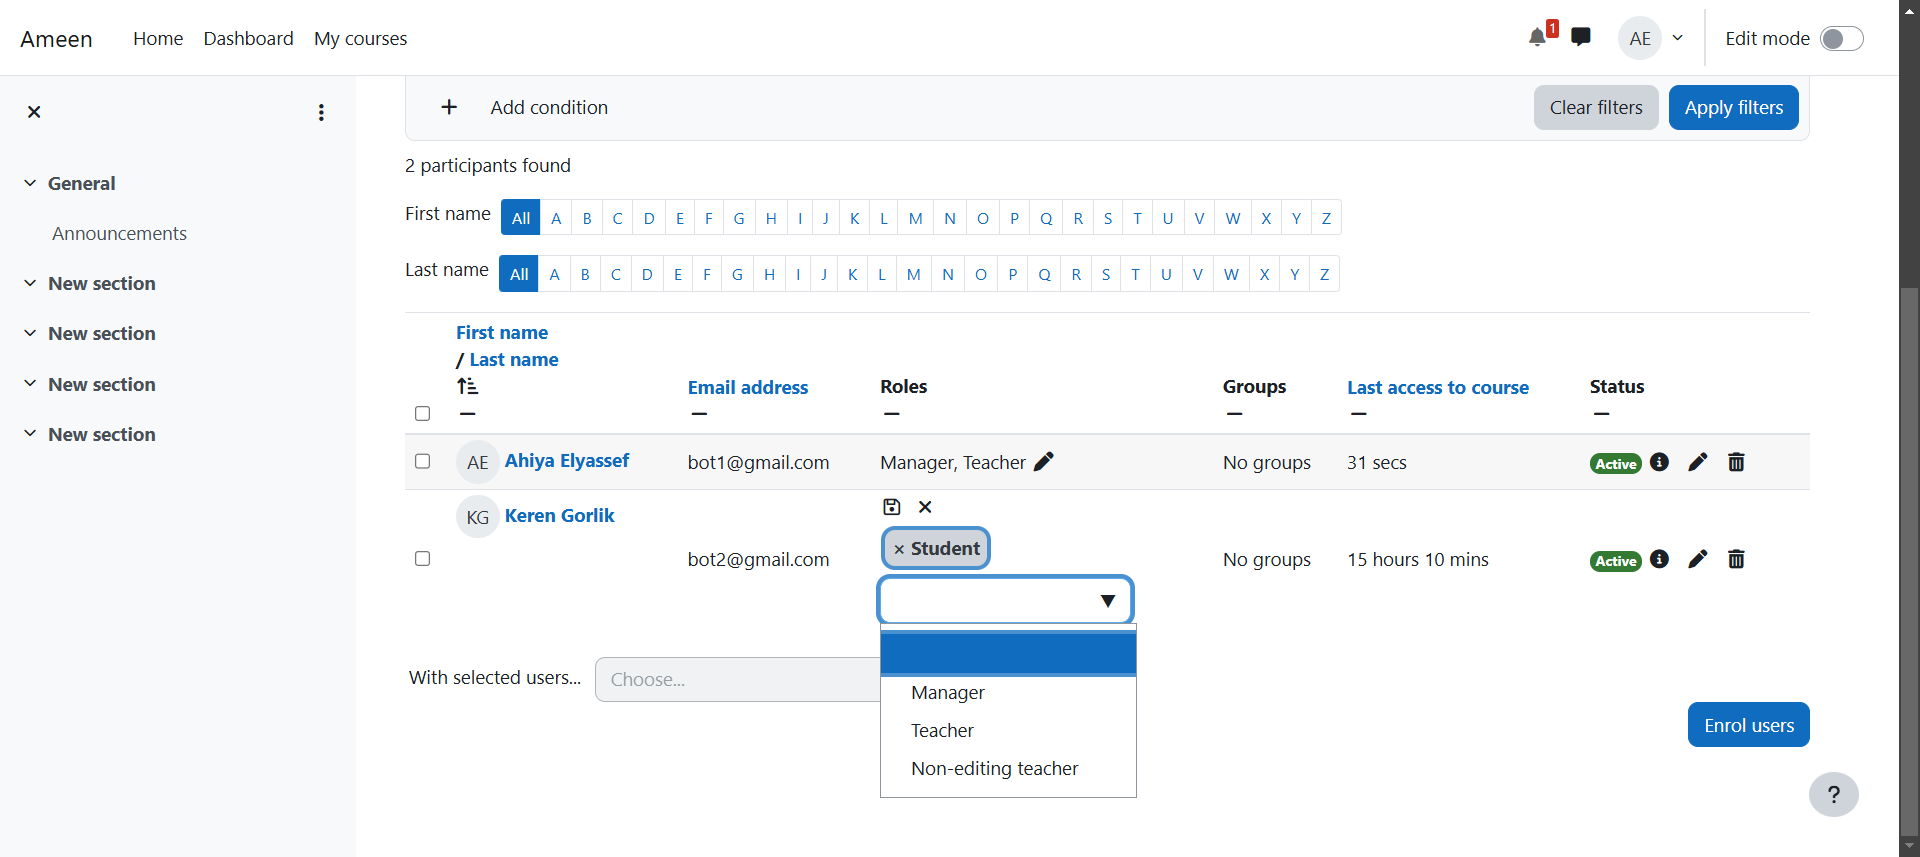 Ameen
Home Dashboard My courses
1
AE
Edit mode
General
Announcements
New section
New section
New section
New section
Add condition
Clear filters Apply filters
2 participants found
First name All A B C D E F G H I J K L M N O P Q R S T U V W X Y Z
Last name All A B C D E F G H I J K L M N O P Q R S T U V W X Y Z
First name
/ Last name
Email address Roles Groups Last access to course Status
AE Ahiya Elyassef bot1@gmail.com Manager, Teacher No groups 31 secs Active
KG Keren Gorlik
× Student
bot2@gmail.com No groups 15 hours 10 mins Active
With selected users... Choose...
Manager
Teacher
Non-editing teacher
Enrol users
?